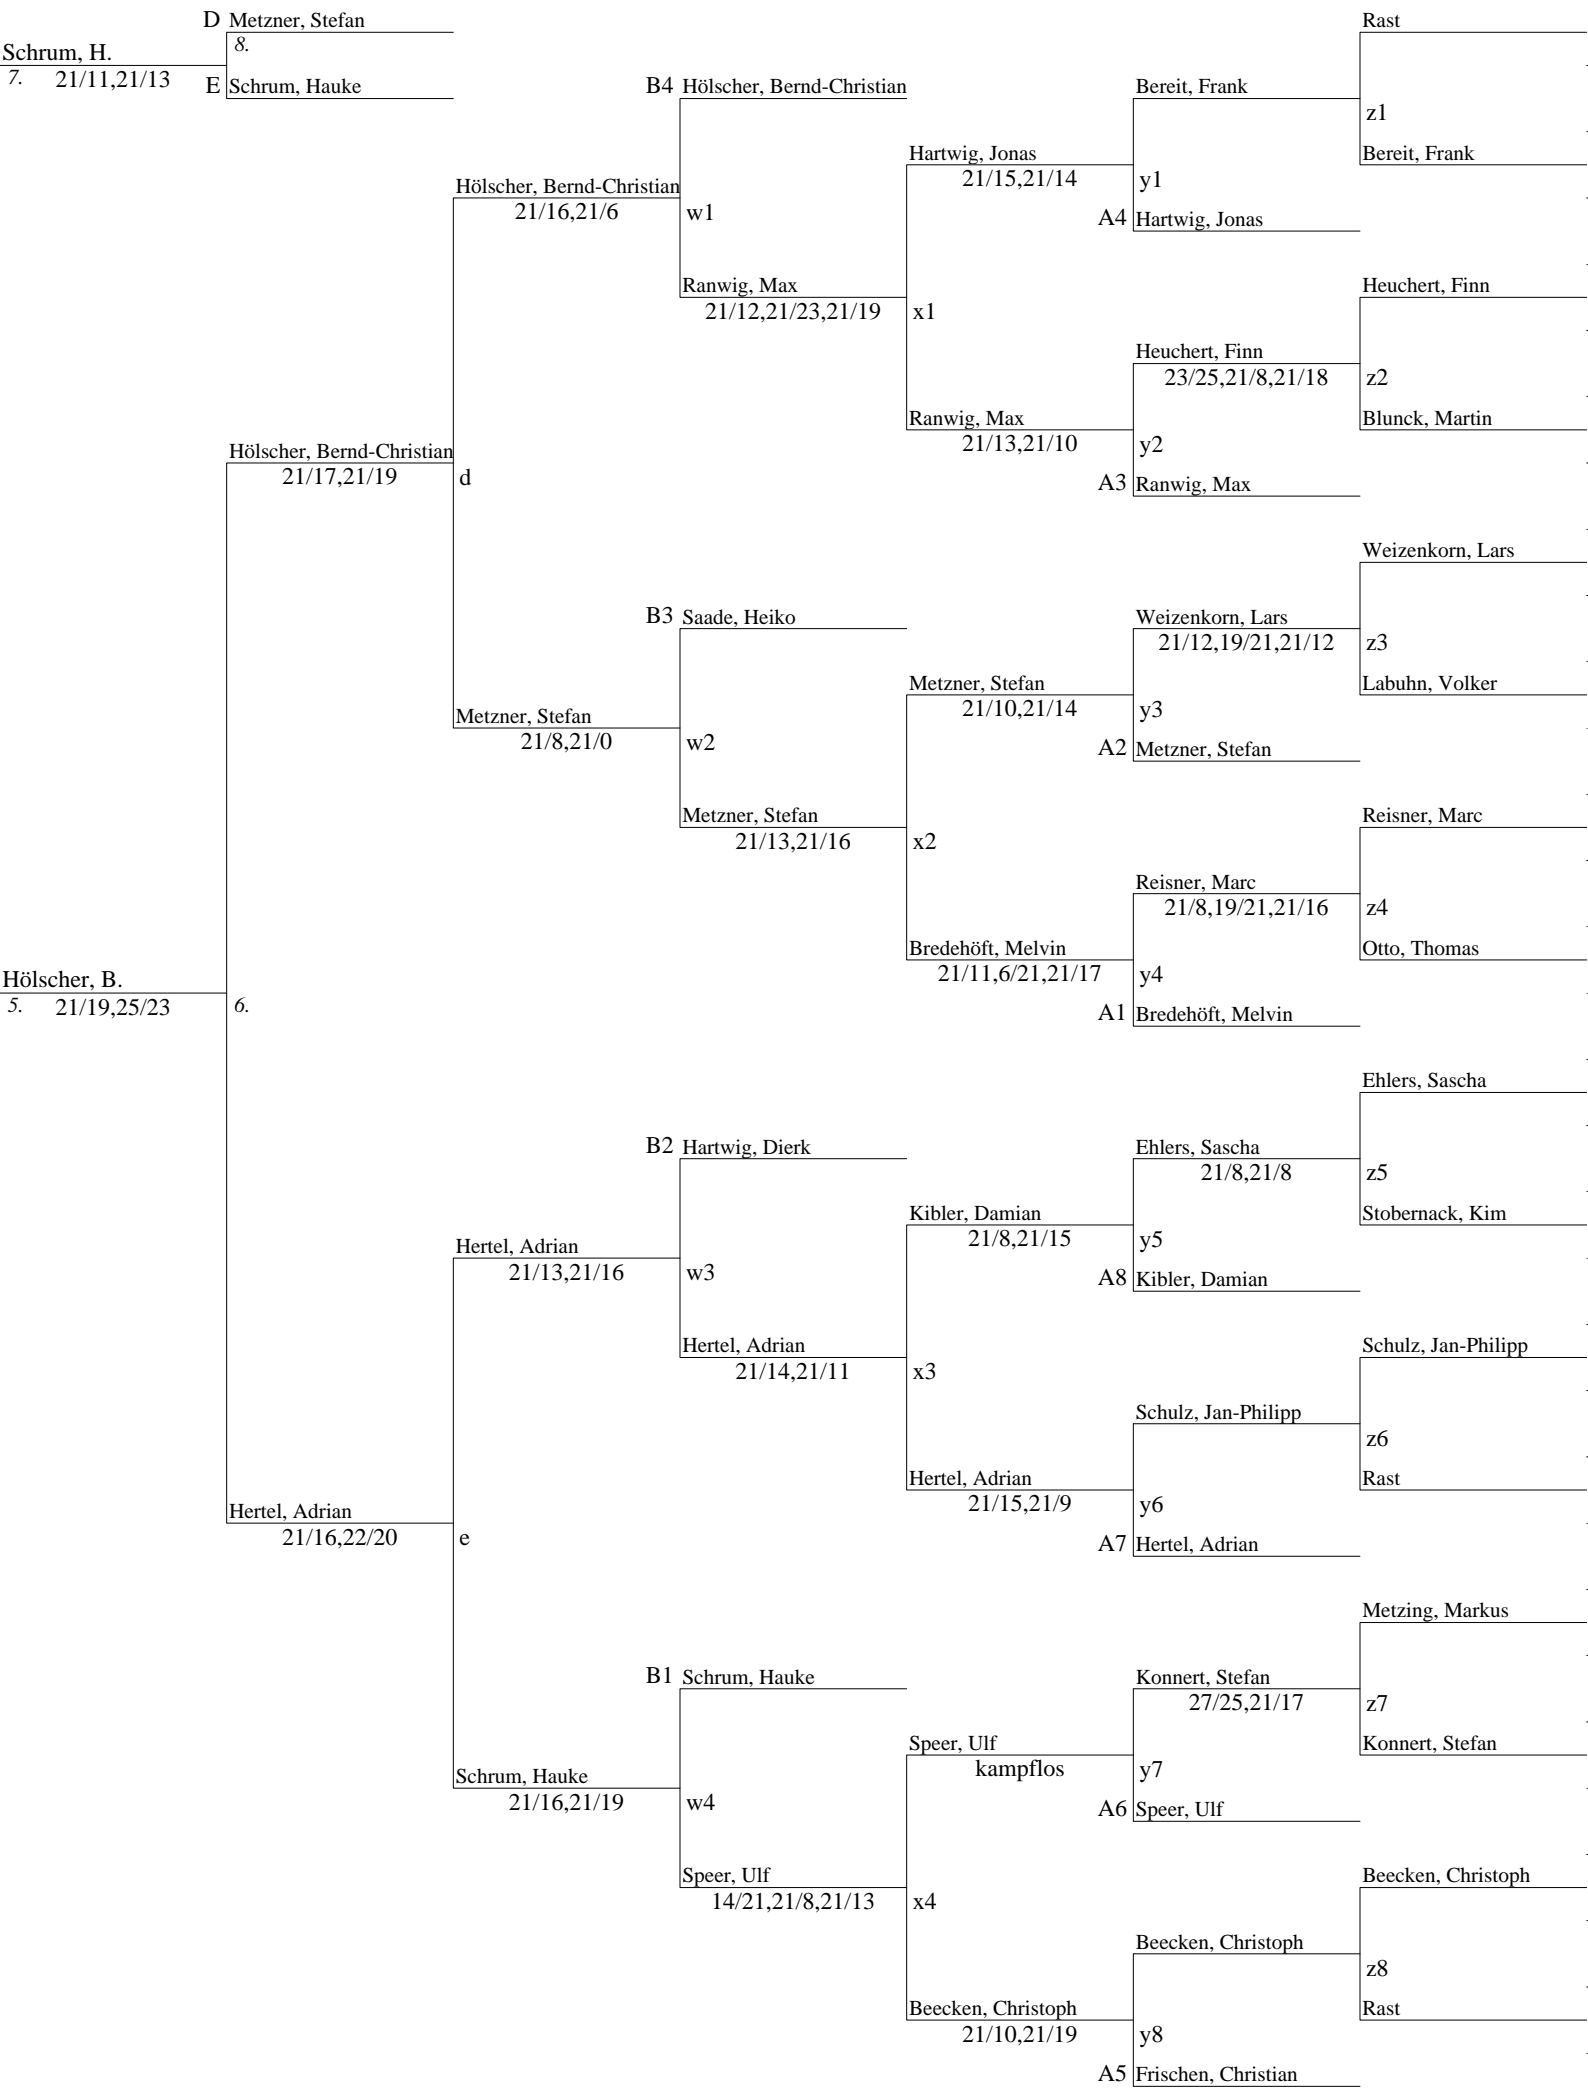 D Metzner, Stefan
Rast
8.
Schrum, H.
7. 21/11,21/13
E Schrum, Hauke
B4 Hölscher, Bernd-Christian
Bereit, Frank
z1
Hartwig, Jonas
Bereit, Frank
21/15,21/14
y1
Hölscher, Bernd-Christian
21/16,21/6
w1
A4 Hartwig, Jonas
Ranwig, Max
Heuchert, Finn
21/12,21/23,21/19
x1
Heuchert, Finn
23/25,21/8,21/18
z2
Ranwig, Max
Blunck, Martin
21/13,21/10
y2
Hölscher, Bernd-Christian
21/17,21/19
d
A3 Ranwig, Max
Weizenkorn, Lars
B3 Saade, Heiko
Weizenkorn, Lars
21/12,19/21,21/12
z3
Metzner, Stefan
Labuhn, Volker
21/10,21/14
y3
Metzner, Stefan
21/8,21/0
w2
A2 Metzner, Stefan
Metzner, Stefan
Reisner, Marc
21/13,21/16
x2
Reisner, Marc
21/8,19/21,21/16
z4
Bredehöft, Melvin
Otto, Thomas
21/11,6/21,21/17
y4
Hölscher, B.
5. 21/19,25/23
6.
A1 Bredehöft, Melvin
Ehlers, Sascha
B2 Hartwig, Dierk
Ehlers, Sascha
21/8,21/8
z5
Kibler, Damian
Stobernack, Kim
21/8,21/15
y5
Hertel, Adrian
21/13,21/16
w3
A8 Kibler, Damian
Hertel, Adrian
Schulz, Jan-Philipp
21/14,21/11
x3
Schulz, Jan-Philipp
z6
Hertel, Adrian
Rast
21/15,21/9
y6
Hertel, Adrian
21/16,22/20
e
A7 Hertel, Adrian
Metzing, Markus
B1 Schrum, Hauke
Konnert, Stefan
27/25,21/17
z7
Speer, Ulf
Konnert, Stefan
kampflos
y7
Schrum, Hauke
21/16,21/19
w4
A6 Speer, Ulf
Speer, Ulf
Beecken, Christoph
14/21,21/8,21/13
x4
Beecken, Christoph
z8
Beecken, Christoph
Rast
21/10,21/19
y8
A5 Frischen, Christian